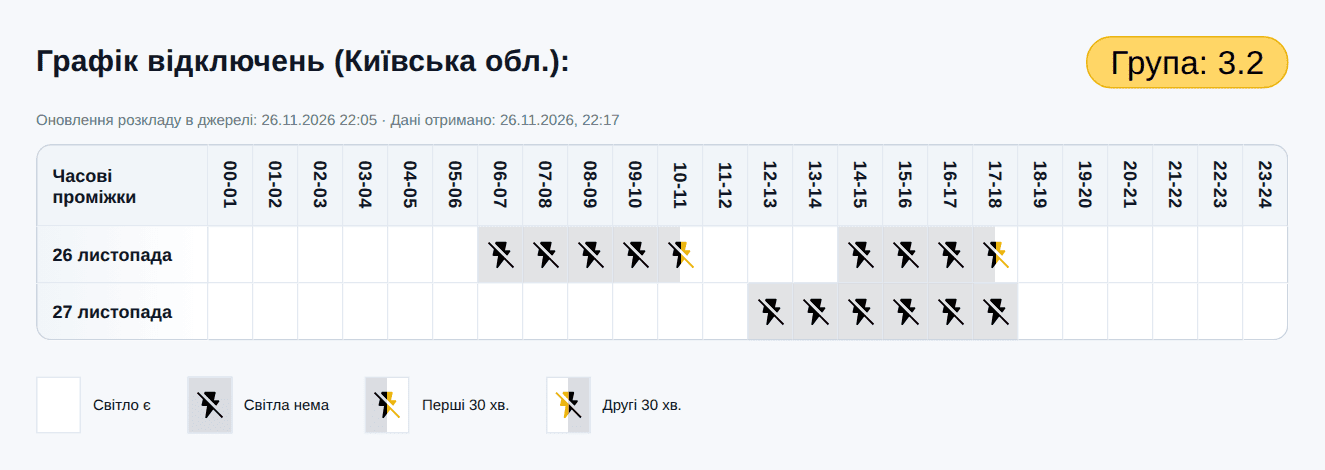 Графік відключень (Київська обл.):
Група: 3.2
Оновлення розкладу в джерелі: 26.11.2026 22:05 · Дані отримано: 26.11.2026, 22:17
Часові
проміжки
00-01
01-02
02-03
03-04
04-05
05-06
06-07
07-08
08-09
09-10
10-11
11-12
12-13
13-14
14-15
15-16
16-17
17-18
18-19
19-20
20-21
21-22
22-23
23-24
26 листопада
27 листопада
Світло є
Світла нема
Перші 30 хв.
Другі 30 хв.